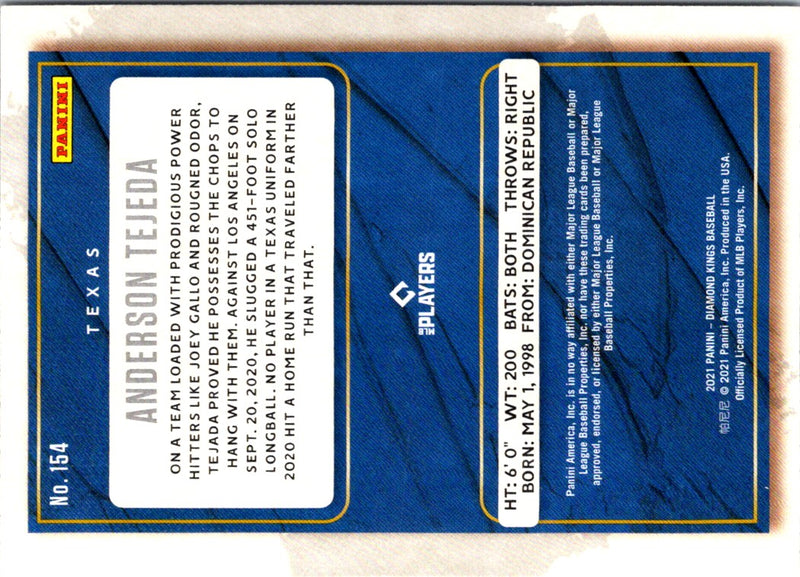 No. 154
TEXAS
PANINI
ANDERSON TEJEDA
ON A TEAM LOADED WITH PRODIGIOUS POWER
HITTERS LIKE JOEY GALLO AND ROUGNED ODOR,
TEJADA PROVED HE POSSESSES THE CHOPS TO
HANG WITH THEM. AGAINST LOS ANGELES ON
SEPT. 20, 2020, HE SLUGGED A 451-FOOT SOLO
LONGBALL. NO PLAYER IN A TEXAS UNIFORM IN
2020 HIT A HOME RUN THAT TRAVELED FARTHER
THAN THAT.
MLB PLAYERS
HT: 6' 0" WT: 200 BATS: BOTH THROWS: RIGHT
BORN: MAY 1, 1998 FROM: DOMINICAN REPUBLIC
Panini America, Inc. is in no way affiliated with either Major League Baseball or Major
League Baseball Properties, Inc. nor have these trading cards been prepared,
approved, endorsed, or licensed by either Major League Baseball or Major League
Baseball Properties, Inc.
2021 PANINI – DIAMOND KINGS BASEBALL
帕尼尼 © 2021 Panini America, Inc. Produced in the USA.
Officially Licensed Product of MLB Players, Inc.